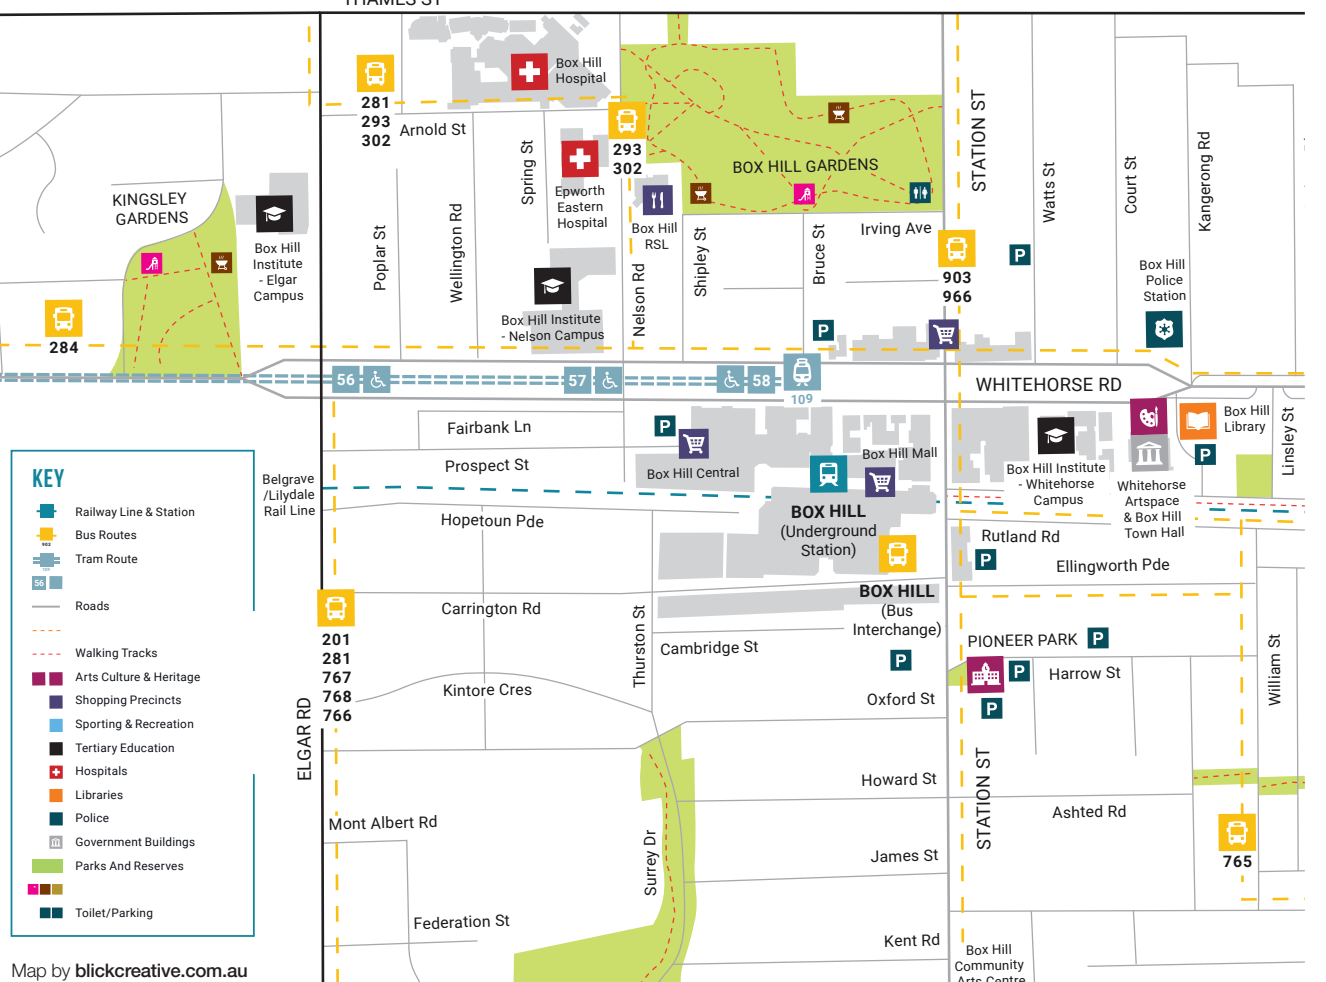 THAMES ST
Box Hill
Hospital
281
293
302
Arnold St
293
302
STATION ST
BOX HILL GARDENS
KINGSLEY
GARDENS
Spring St
Epworth
Eastern
Hospital
Box Hill
RSL
Irving Ave
Watts St
Court St
Kangerong Rd
Box Hill
Institute
- Elgar
Campus
Poplar St
Wellington Rd
Nelson Rd
Shipley St
Bruce St
903
966
P
Box Hill
Police
Station
284
Box Hill Institute
- Nelson Campus
P
56
57
58
109
WHITEHORSE RD
Fairbank Ln
P
Box Hill Central
Box Hill Mall
Prospect St
Box Hill
Library
P
Linsley St
Box Hill Institute
- Whitehorse
Campus
Whitehorse
Artspace
& Box Hill
Town Hall
Belgrave
/Lilydale
Rail Line
BOX HILL
(Underground
Station)
Hopetoun Pde
Rutland Rd
P
Ellingworth Pde
BOX HILL
(Bus
Interchange)
Carrington Rd
Thurston St
Cambridge St
P
PIONEER PARK
P
P
Harrow St
P
William St
201
281
767
768
766
Kintore Cres
Oxford St
ELGAR RD
STATION ST
Howard St
Ashted Rd
Mont Albert Rd
Surrey Dr
James St
765
Federation St
Kent Rd
Box Hill
Community
Arts Centre
KEY
Railway Line & Station
Bus Routes
903
Tram Route
109
56
Roads
Walking Tracks
Arts Culture & Heritage
Shopping Precincts
Sporting & Recreation
Tertiary Education
Hospitals
Libraries
Police
Government Buildings
Parks And Reserves
Toilet/Parking
Map by blickcreative.com.au